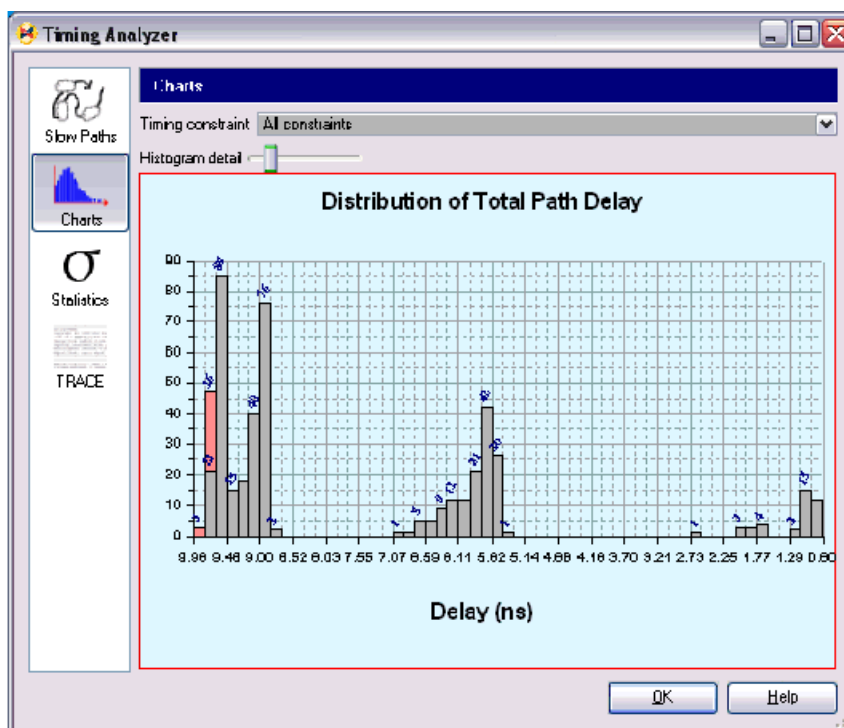 Timing Analyzer
Slow Paths
Charts
Statistics
TRACE
Charts
Timing constraint All constraints
Histogram detail
Distribution of Total Path Delay
90
80
70
60
50
40
30
20
10
0
9.96 9.48 9.00 8.52 8.03 7.55 7.07 6.59 6.11 5.62 5.14 4.66 4.18 3.70 3.21 2.73 2.25 1.77 1.29 0.80
Delay (ns)
OK Help